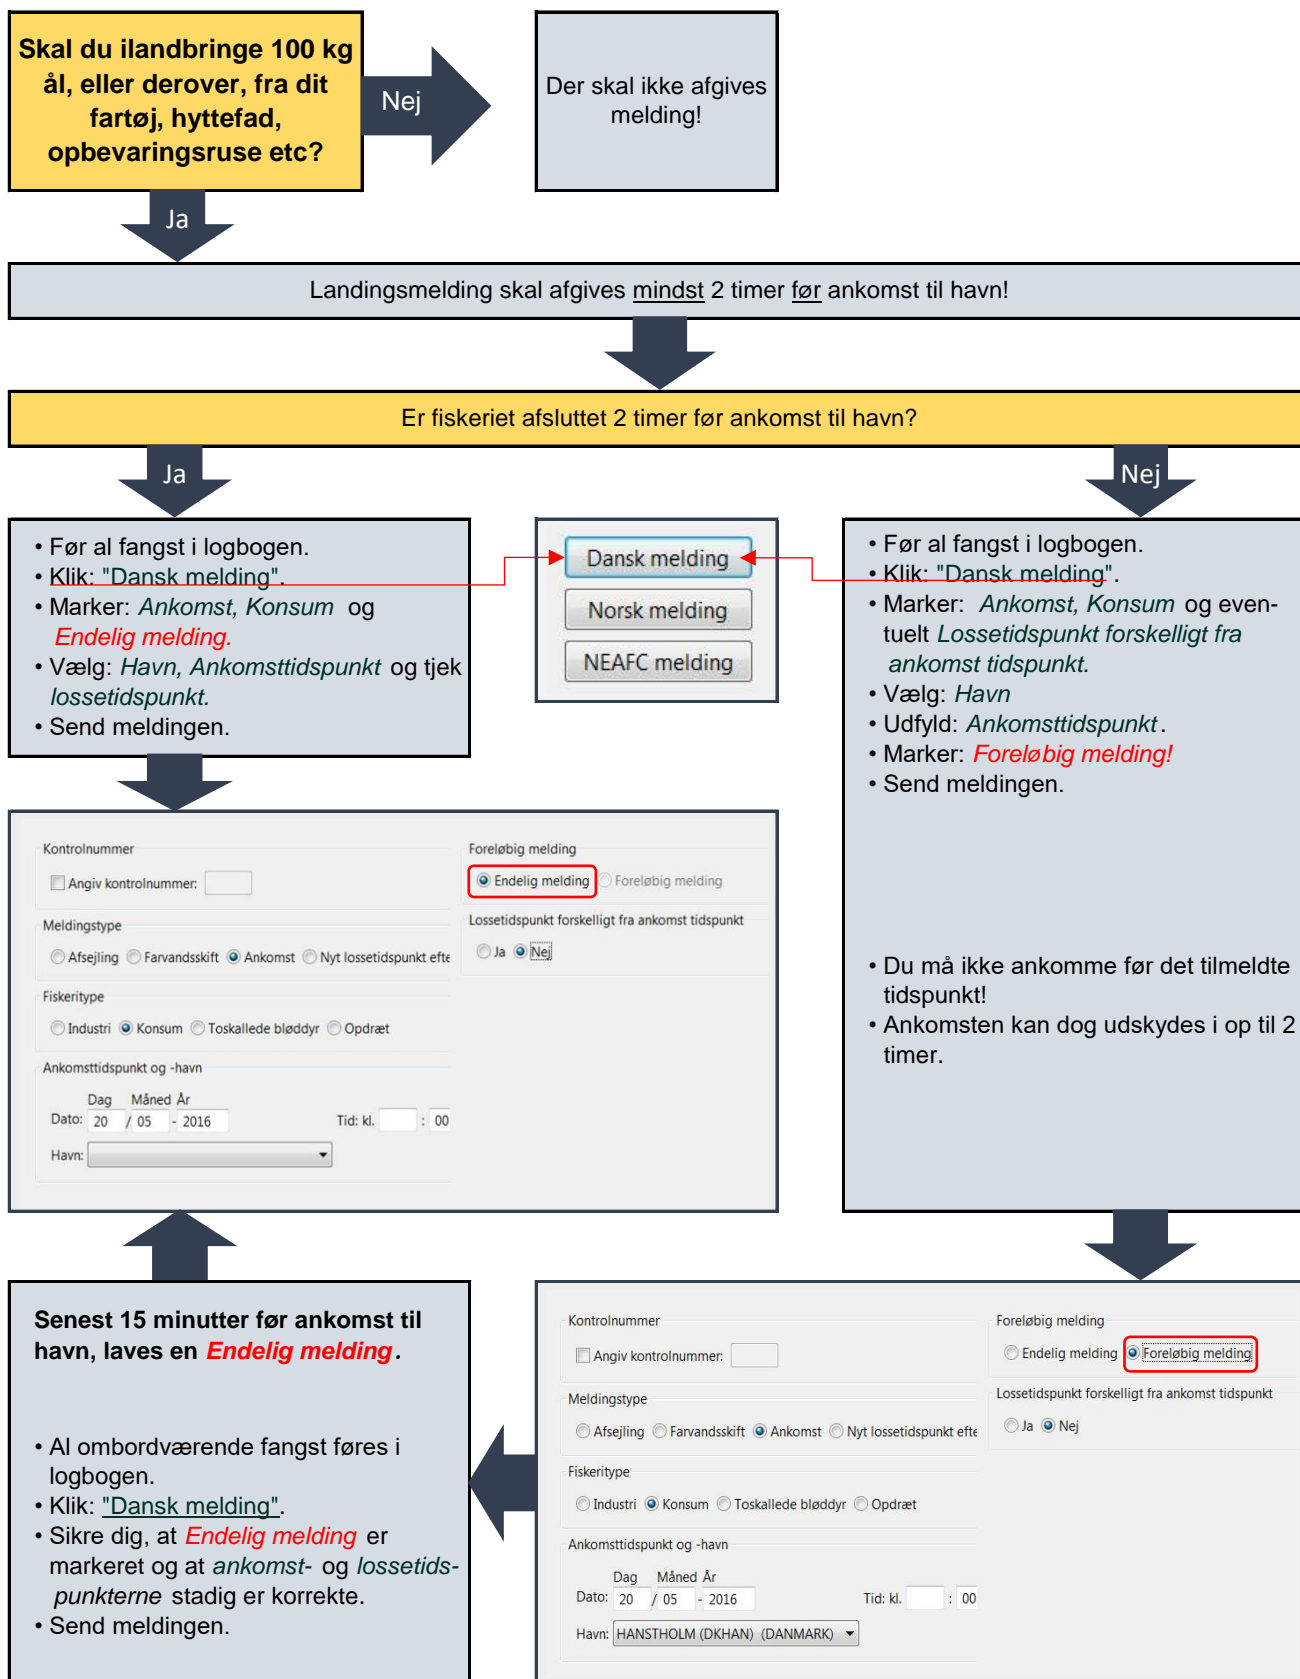 Skal du ilandbringe 100 kg
ål, eller derover, fra dit
fartøj, hyttefad,
opbevaringsruse etc?
Nej
Der skal ikke afgives
melding!
Ja
Landingsmelding skal afgives mindst 2 timer før ankomst til havn!
Er fiskeriet afsluttet 2 timer før ankomst til havn?
Ja
Nej
• Før al fangst i logbogen.
• Klik: "Dansk melding".
• Marker: Ankomst, Konsum og
Endelig melding.
• Vælg: Havn, Ankomsttidspunkt og tjek
lossetidspunkt.
• Send meldingen.
Dansk melding
Norsk melding
NEAFC melding
• Før al fangst i logbogen.
• Klik: "Dansk melding".
• Marker: Ankomst, Konsum og even-
tuelt Lossetidspunkt forskelligt fra
ankomst tidspunkt.
• Vælg: Havn
• Udfyld: Ankomsttidspunkt.
• Marker: Foreløbig melding!
• Send meldingen.
• Du må ikke ankomme før det tilmeldte
tidspunkt!
• Ankomsten kan dog udskydes i op til 2
timer.
Kontrolnummer
Angiv kontrolnummer:
Meldingstype
Afsejling Farvandsskift Ankomst Nyt lossetidspunkt efte
Fiskeritype
Industri Konsum Toskallede bløddyr Opdræt
Ankomsttidspunkt og -havn
Dag Måned År
Dato: 20 / 05 - 2016 Tid: kl. : 00
Havn:
Foreløbig melding
Endelig melding Foreløbig melding
Lossetidspunkt forskelligt fra ankomst tidspunkt
Ja Nej
Senest 15 minutter før ankomst til
havn, laves en Endelig melding.
• Al ombordværende fangst føres i
logbogen.
• Klik: "Dansk melding".
• Sikre dig, at Endelig melding er
markeret og at ankomst- og lossetids-
punkterne stadig er korrekte.
• Send meldingen.
Kontrolnummer
Angiv kontrolnummer:
Meldingstype
Afsejling Farvandsskift Ankomst Nyt lossetidspunkt efte
Fiskeritype
Industri Konsum Toskallede bløddyr Opdræt
Ankomsttidspunkt og -havn
Dag Måned År
Dato: 20 / 05 - 2016 Tid: kl. : 00
Havn: HANSTHOLM (DKHAN) (DANMARK)
Foreløbig melding
Endelig melding Foreløbig melding
Lossetidspunkt forskelligt fra ankomst tidspunkt
Ja Nej